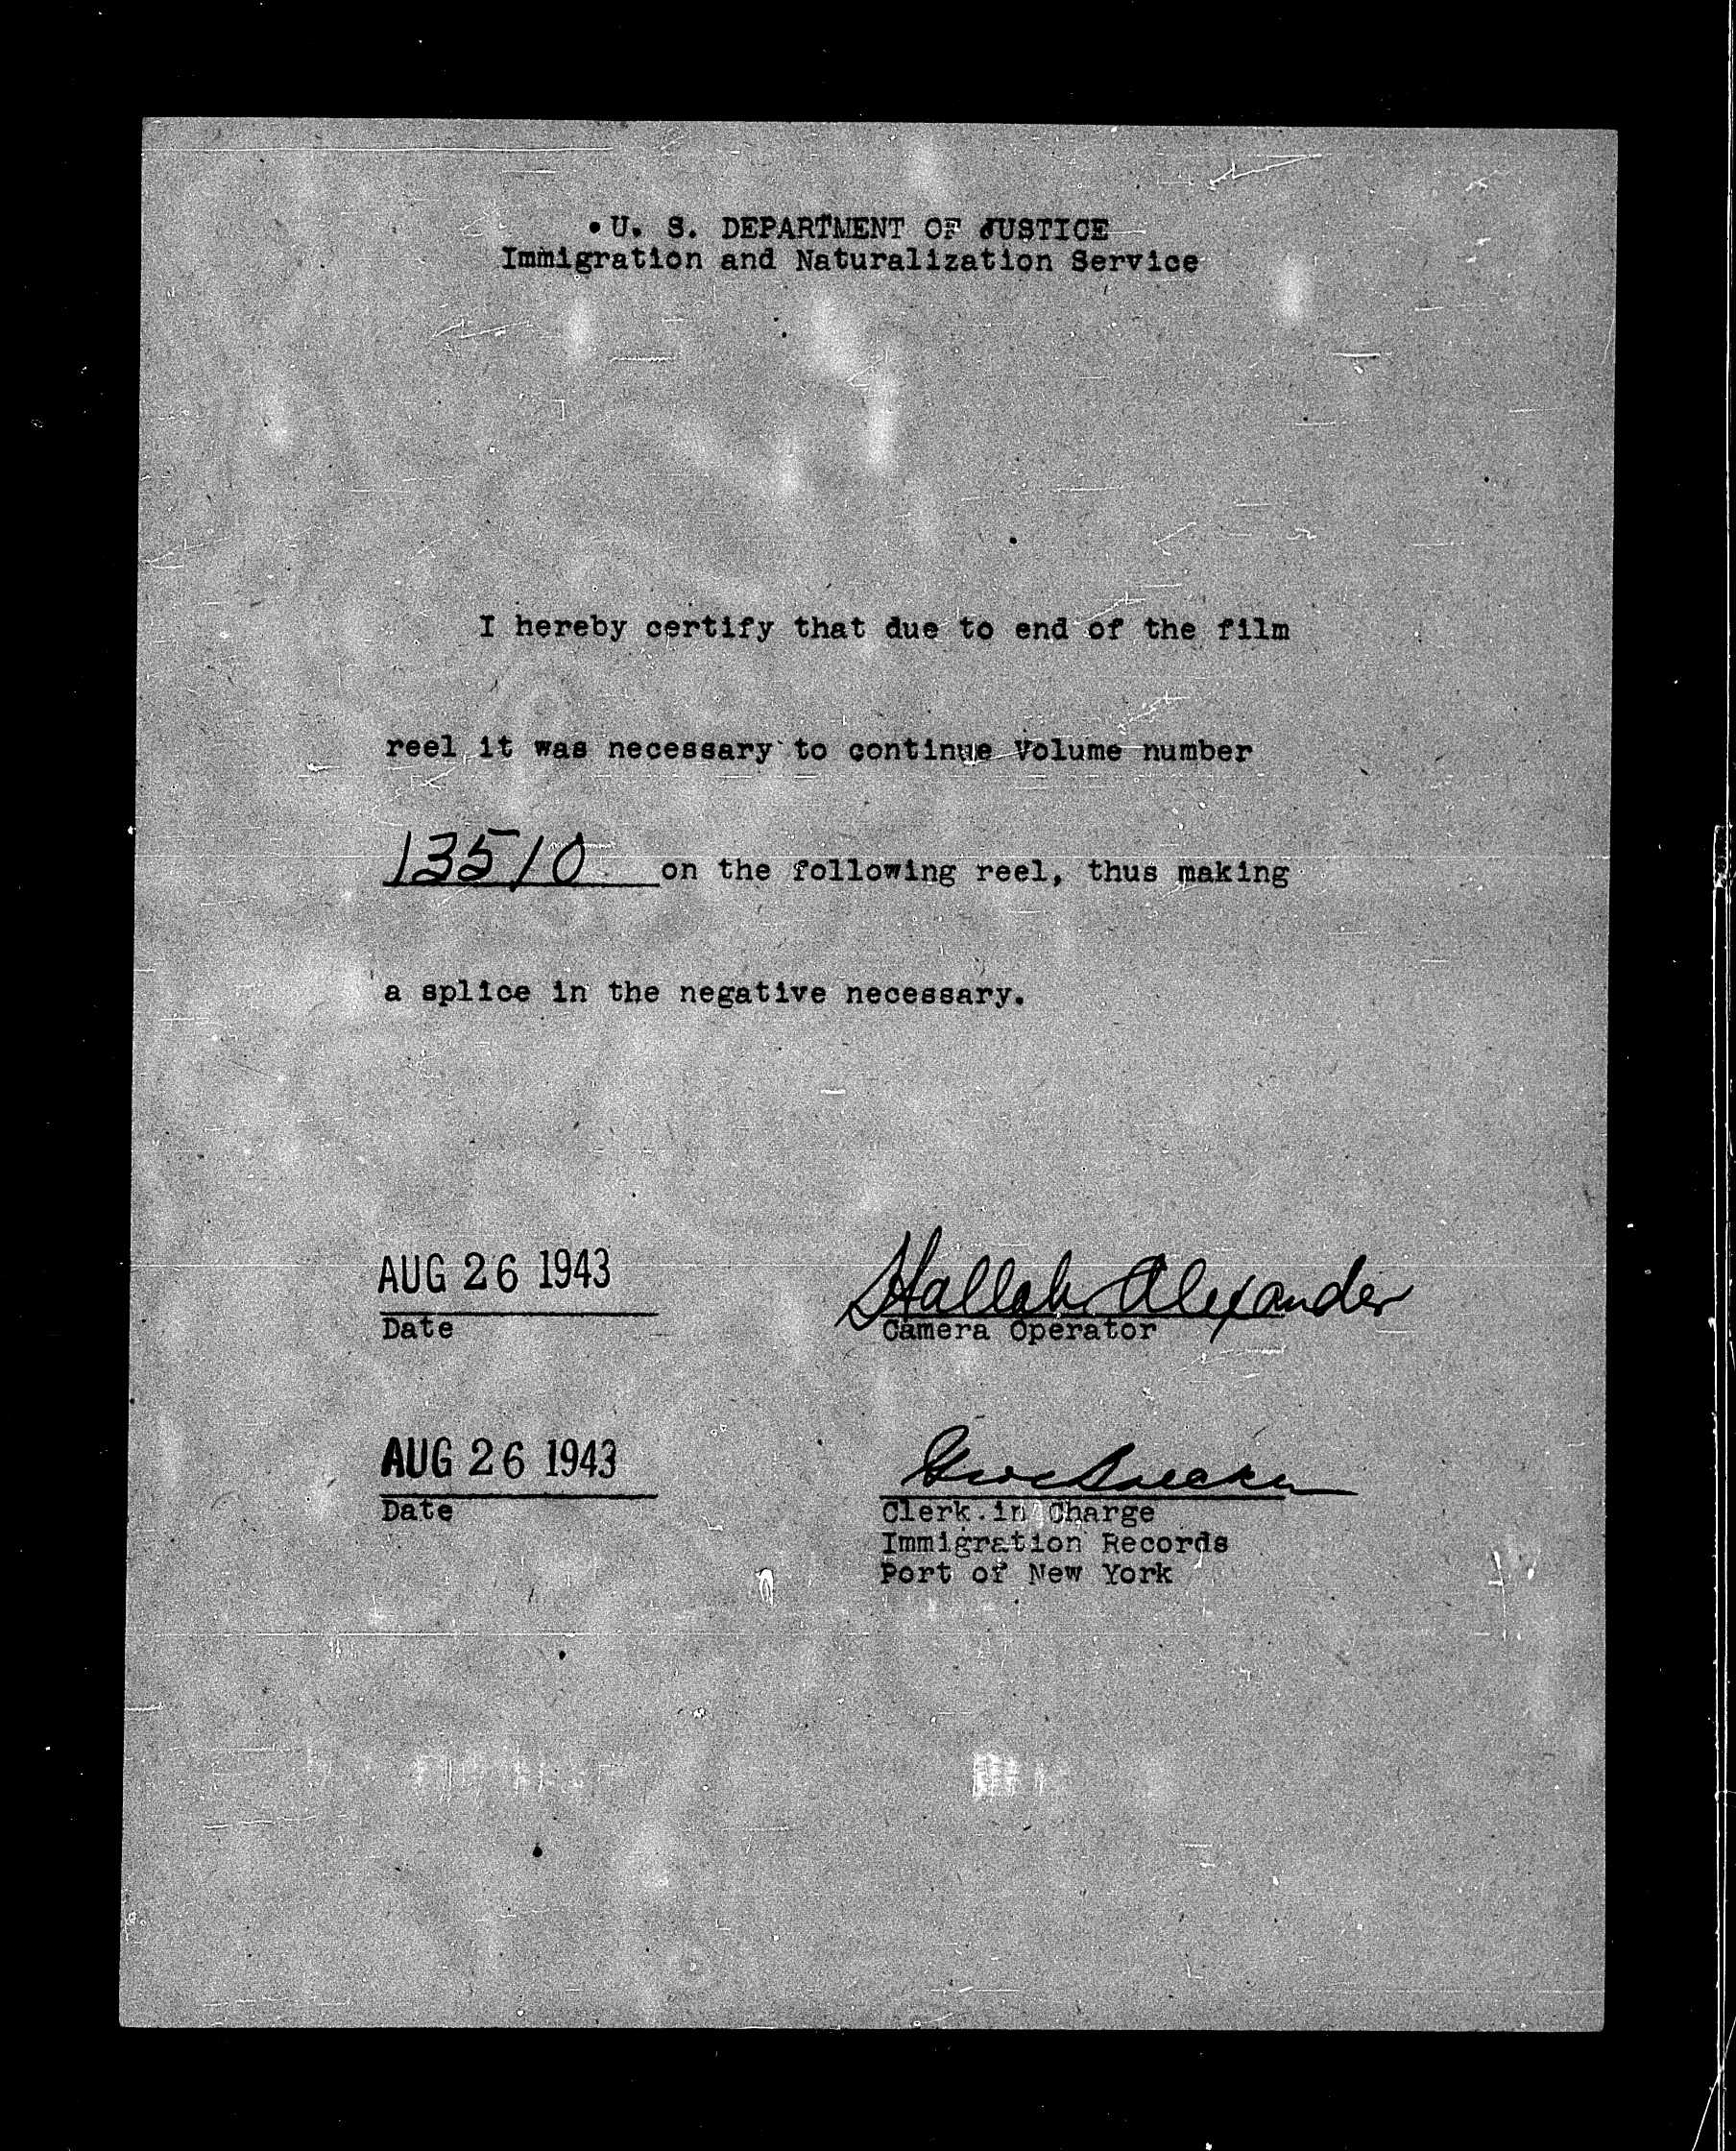 U. S. DEPARTMENT OF JUSTICE
Immigration and Naturalization Service
I hereby certify that due to end of the film
reel it was necessary to continue Volume number
13510 on the following reel, thus making
a splice in the negative necessary.
AUG 26 1943
Date
Hallah Alexander
Camera Operator
AUG 26 1943
Date
Clerk in Charge
Immigration Records
Port of New York